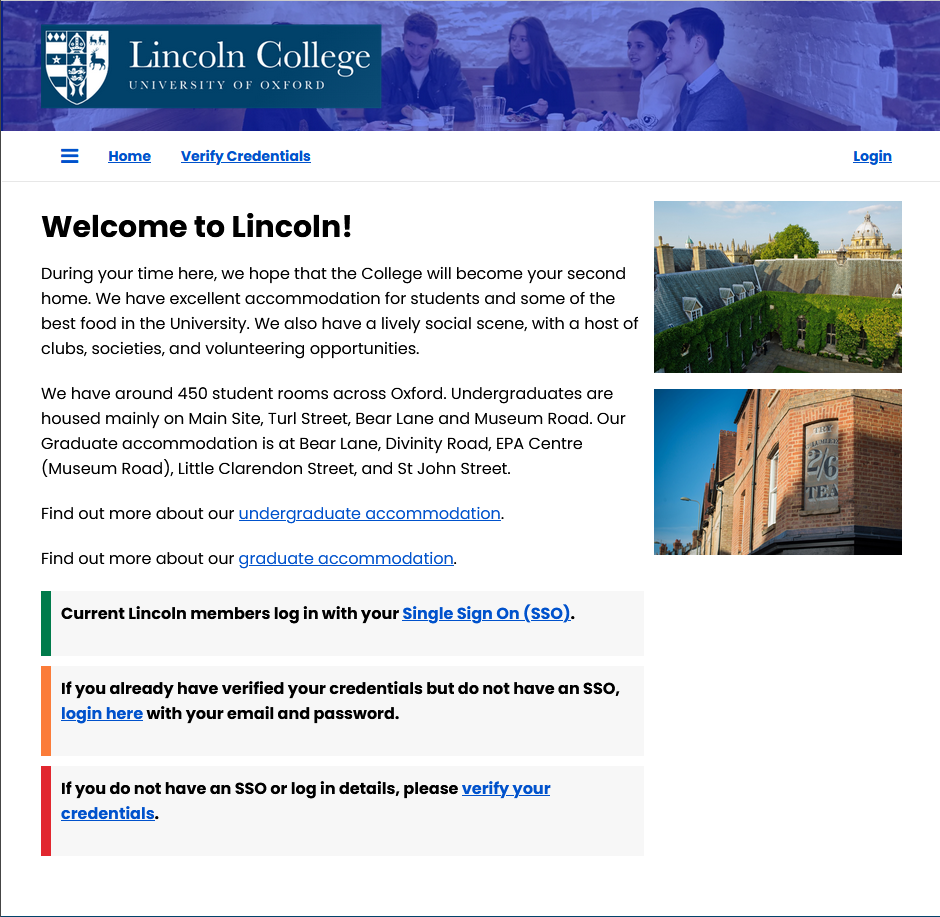 Lincoln College
UNIVERSITY OF OXFORD
Home
Verify Credentials
Login
Welcome to Lincoln!
During your time here, we hope that the College will become your second
home. We have excellent accommodation for students and some of the
best food in the University. We also have a lively social scene, with a host of
clubs, societies, and volunteering opportunities.
We have around 450 student rooms across Oxford. Undergraduates are
housed mainly on Main Site, Turl Street, Bear Lane and Museum Road. Our
Graduate accommodation is at Bear Lane, Divinity Road, EPA Centre
(Museum Road), Little Clarendon Street, and St John Street.
Find out more about our undergraduate accommodation.
Find out more about our graduate accommodation.
TRY
2/6
TEA
Current Lincoln members log in with your Single Sign On (SSO).
If you already have verified your credentials but do not have an SSO,
login here with your email and password.
If you do not have an SSO or log in details, please verify your
credentials.